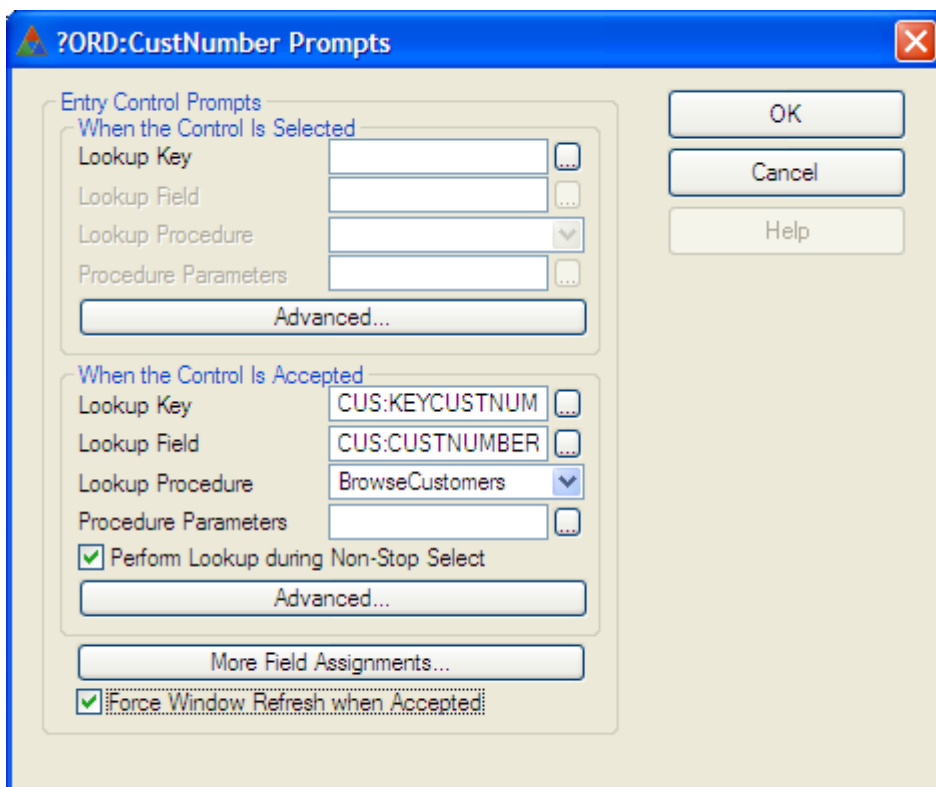 ?ORD:CustNumber Prompts
Entry Control Prompts
When the Control Is Selected
Lookup Key
...
Lookup Field
...
Lookup Procedure
Procedure Parameters
...
Advanced...
When the Control Is Accepted
Lookup Key CUS:KEYCUSTNUM ...
Lookup Field CUS:CUSTNUMBER ...
Lookup Procedure BrowseCustomers
Procedure Parameters ...
Perform Lookup during Non-Stop Select
Advanced...
More Field Assignments...
Force Window Refresh when Accepted
OK
Cancel
Help